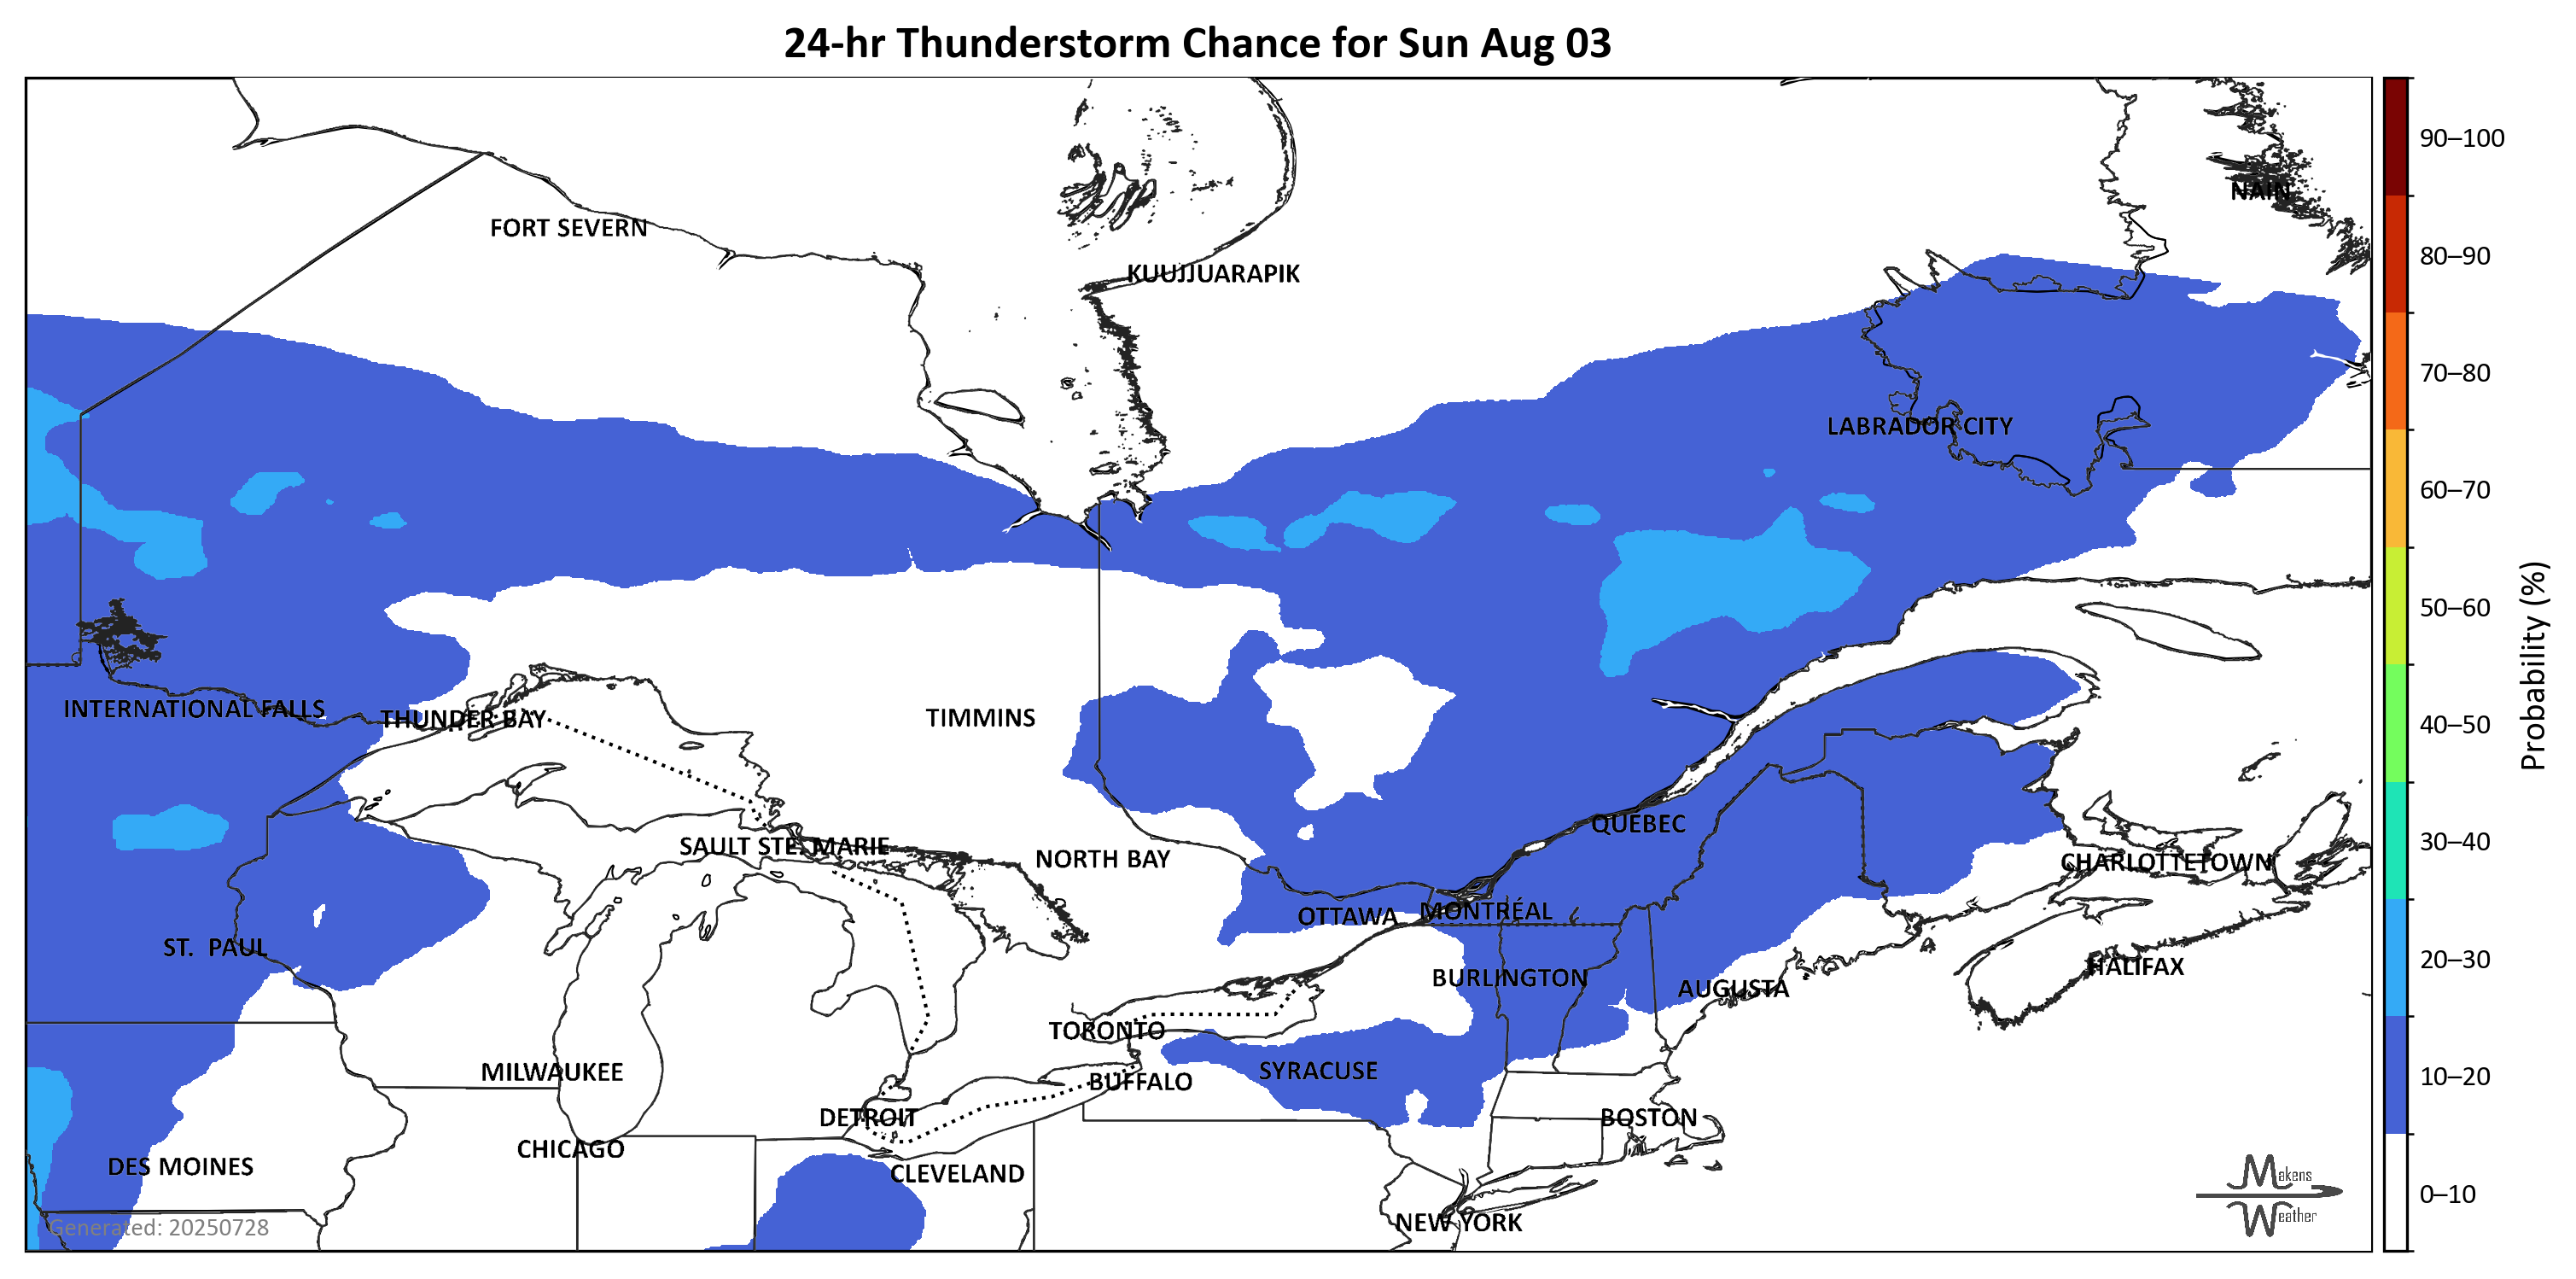 24-hr Thunderstorm Chance for Sun Aug 03
90–100
NAIN
FORT SEVERN
80–90
KUUJJUARAPIK
70–80
LABRADOR CITY
60–70
50–60
Probability (%)
INTERNATIONAL FALLS
THUNDER BAY
TIMMINS
40–50
QUEBEC
SAULT STE. MARIE
30–40
NORTH BAY
CHARLOTTETOWN
OTTAWA
MONTRÉAL
ST. PAUL
20–30
HALIFAX
BURLINGTON
AUGUSTA
TORONTO
MILWAUKEE
SYRACUSE
BUFFALO
10–20
DETROIT
BOSTON
CHICAGO
DES MOINES
CLEVELAND
Makens
Weather
0–10
NEW YORK
Generated: 20250728